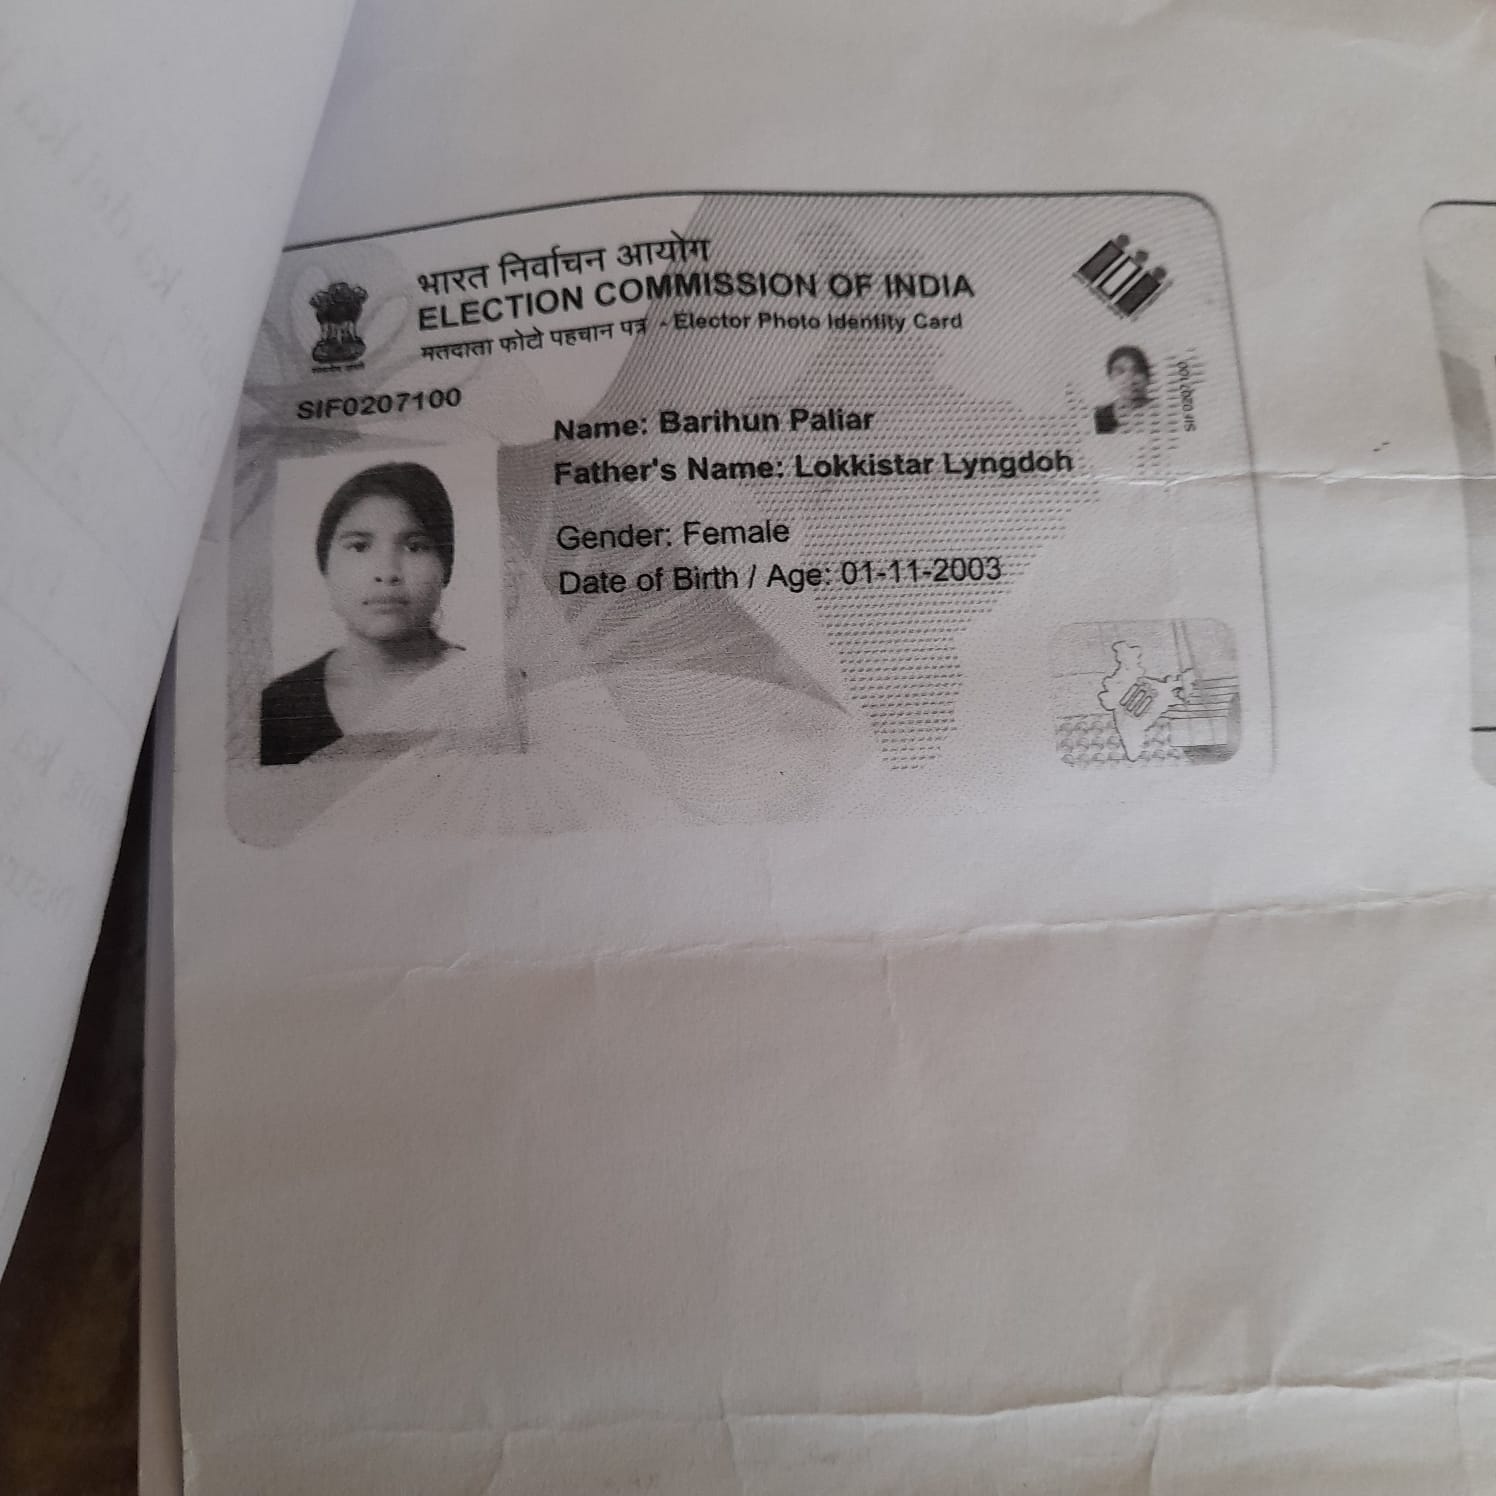 भारत निर्वाचन आयोग
ELECTION COMMISSION OF INDIA
मतदाता फोटो पहचान पत्र - Elector Photo Identity Card
SIF0207100
Name: Barihun Paliar
Father's Name: Lokkistar Lyngdoh
Gender: Female
Date of Birth / Age: 01-11-2003
SIF0207100